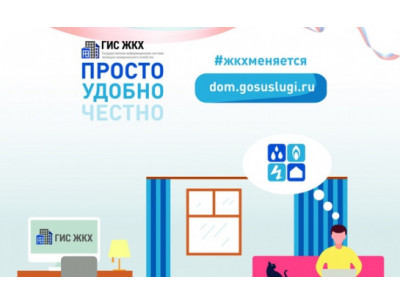 ГИС ЖКХ
ПРОСТО
УДОБНО
ЧЕСТНО
#жкхменяется
dom.gosuslugi.ru
ГИС ЖКХ